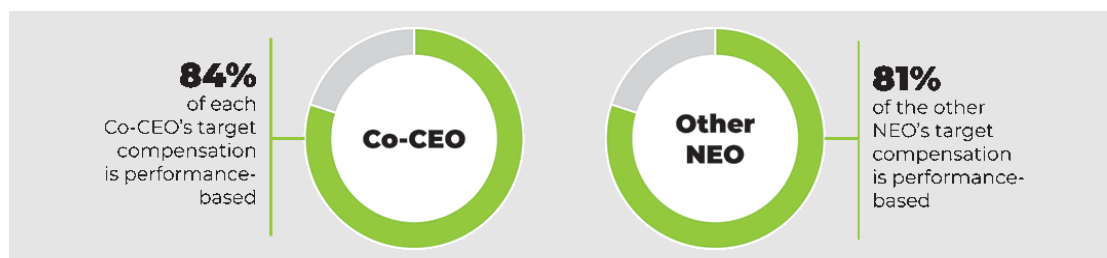 84%
of each
Co-CEO's target
compensation
is performance-
based
Co-CEO
Other
NEO
81%
of the other
NEO's target
compensation
is performance-
based